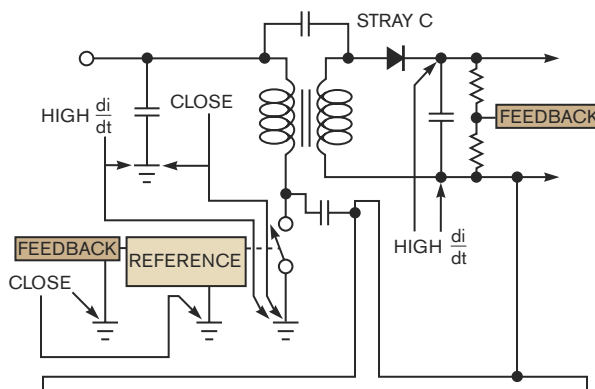 STRAY C
HIGH di/dt
CLOSE
FEEDBACK
HIGH di/dt
FEEDBACK
REFERENCE
CLOSE